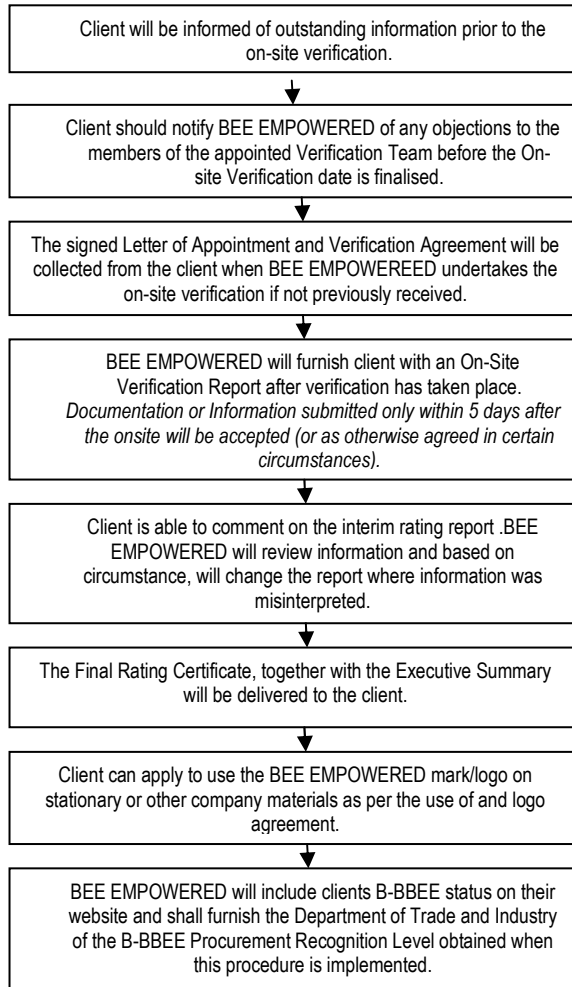 Client will be informed of outstanding information prior to the
on-site verification.
Client should notify BEE EMPOWERED of any objections to the
members of the appointed Verification Team before the On-
site Verification date is finalised.
The signed Letter of Appointment and Verification Agreement will be
collected from the client when BEE EMPOWEREED undertakes the
on-site verification if not previously received.
BEE EMPOWERED will furnish client with an On-Site
Verification Report after verification has taken place.
Documentation or Information submitted only within 5 days after
the onsite will be accepted (or as otherwise agreed in certain
circumstances).
Client is able to comment on the interim rating report .BEE
EMPOWERED will review information and based on
circumstance, will change the report where information was
misinterpreted.
The Final Rating Certificate, together with the Executive Summary
will be delivered to the client.
Client can apply to use the BEE EMPOWERED mark/logo on
stationary or other company materials as per the use of and logo
agreement.
BEE EMPOWERED will include clients B-BBEE status on their
website and shall furnish the Department of Trade and Industry
of the B-BBEE Procurement Recognition Level obtained when
this procedure is implemented.